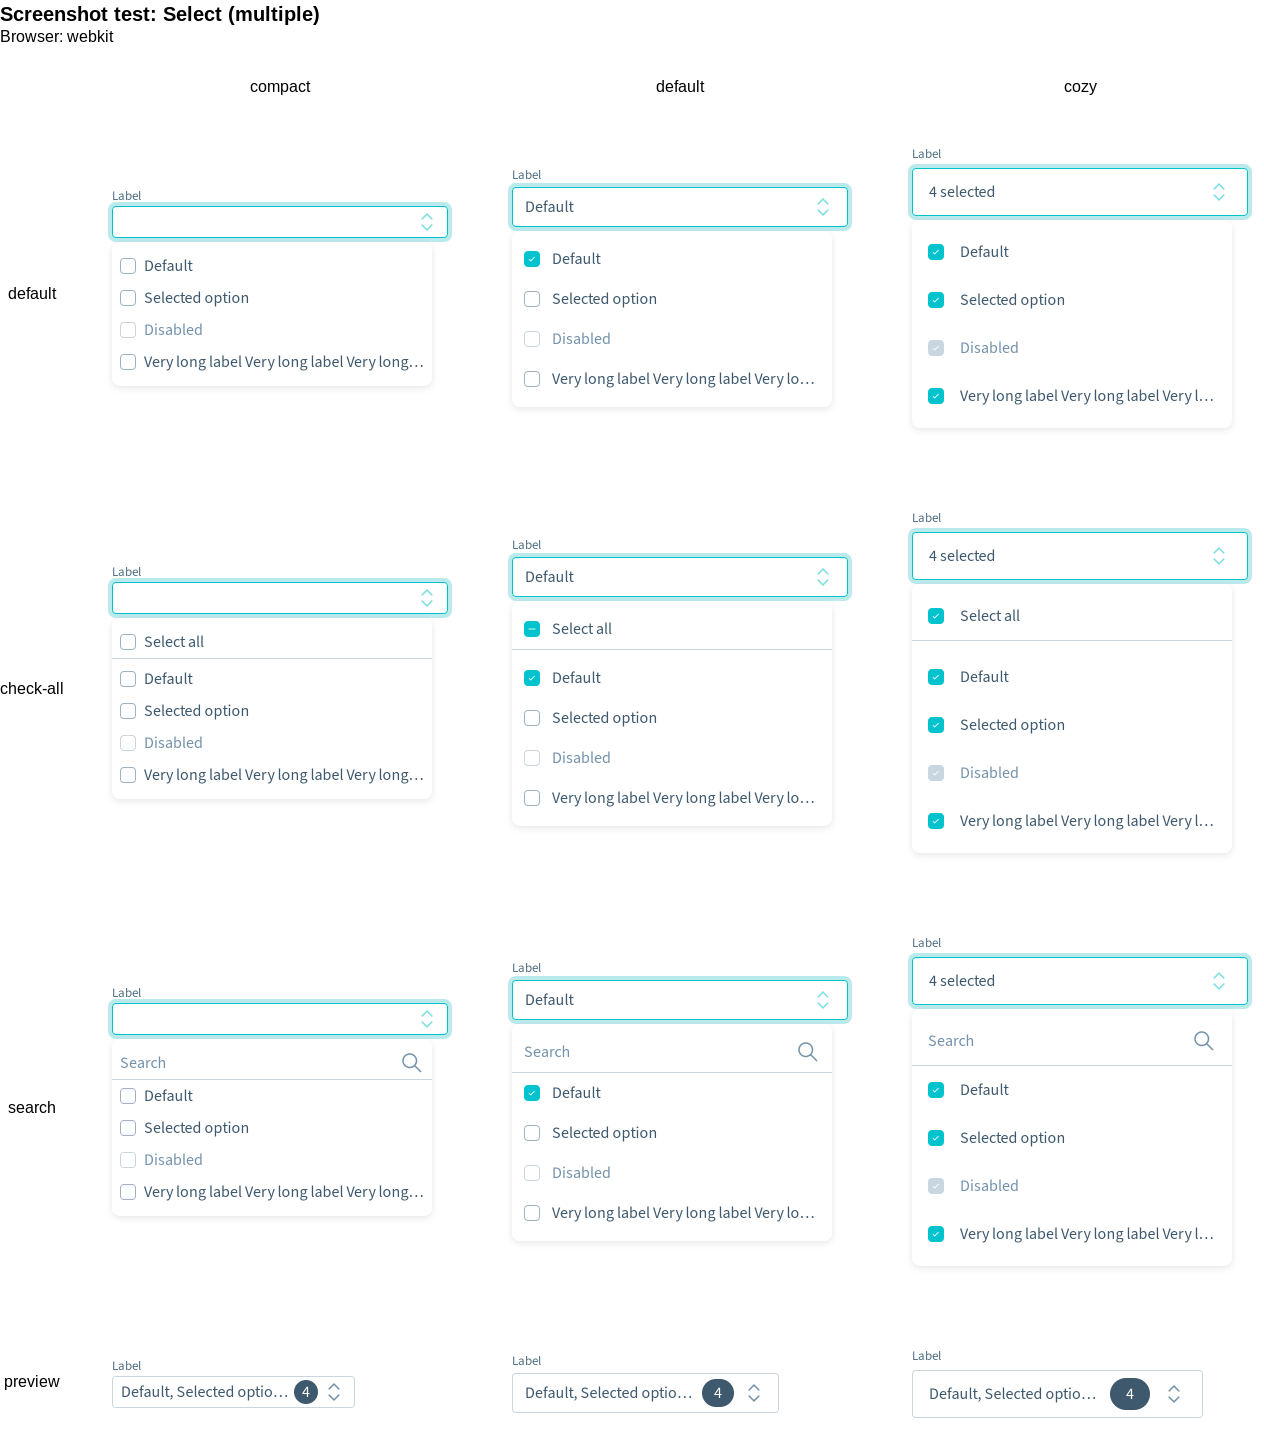 Screenshot test: Select (multiple)
Browser: webkit
compact
default
cozy
default
Label
Default
Selected option
Disabled
Very long label Very long label Very long…
Label
Default
Default
Selected option
Disabled
Very long label Very long label Very lo…
Label
4 selected
Default
Selected option
Disabled
Very long label Very long label Very l…
check-all
Label
Select all
Default
Selected option
Disabled
Very long label Very long label Very long…
Label
Default
Select all
Default
Selected option
Disabled
Very long label Very long label Very lo…
Label
4 selected
Select all
Default
Selected option
Disabled
Very long label Very long label Very l…
search
Label
Search
Default
Selected option
Disabled
Very long label Very long label Very long…
Label
Default
Search
Default
Selected option
Disabled
Very long label Very long label Very lo…
Label
4 selected
Search
Default
Selected option
Disabled
Very long label Very long label Very l…
preview
Label
Default, Selected optio… 4
Label
Default, Selected optio… 4
Label
Default, Selected optio… 4